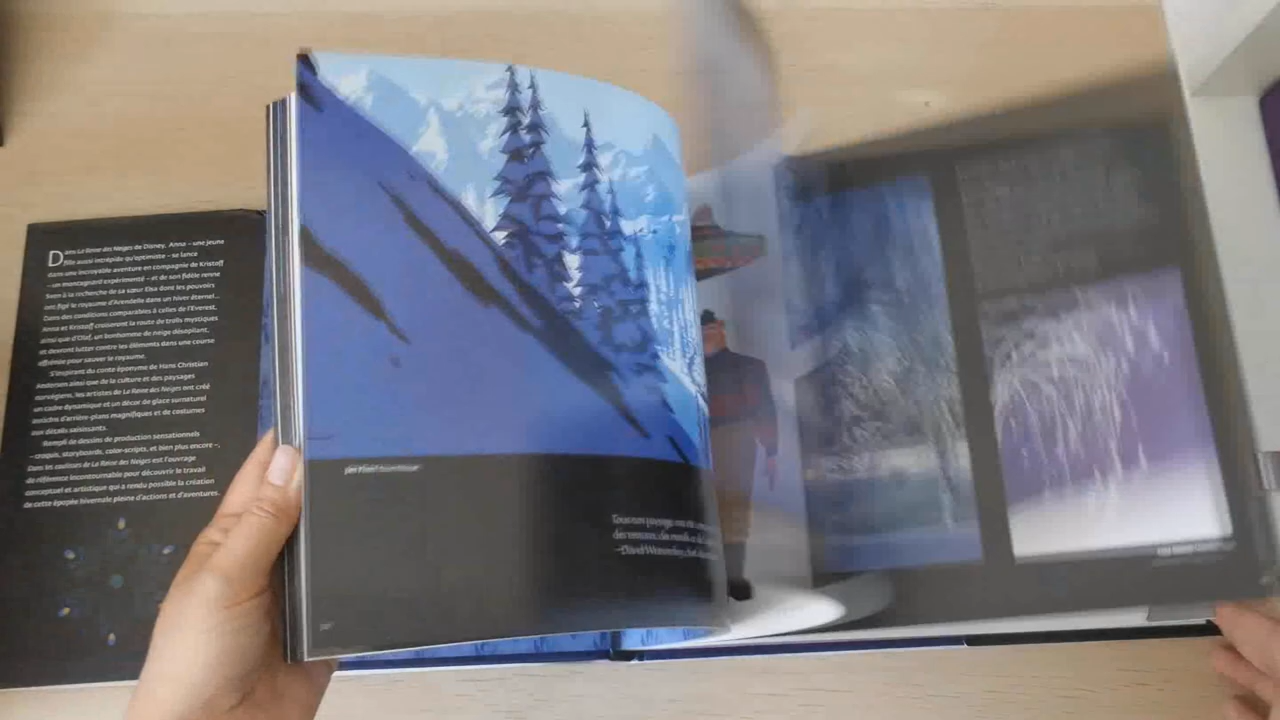 Dans La Reine des Neiges de Disney, Anna – une jeune
fille aussi intrépide qu'optimiste – se lance
dans une incroyable aventure en compagnie de Kristoff
– un montagnard expérimenté – et de son fidèle renne
Sven à la recherche de sa sœur Elsa dont les pouvoirs
ont figé le royaume d'Arendelle dans un hiver éternel...
Dans des conditions comparables à celles de l'Everest,
Anna et Kristoff croiseront la route de trolls mystiques
ainsi que d'Olaf, un bonhomme de neige désopilant,
et devront lutter contre les éléments dans une course
effrénée pour sauver le royaume.
S'inspirant du conte éponyme de Hans Christian
Andersen ainsi que de la culture et des paysages
norvégiens, les artistes de La Reine des Neiges ont créé
un cadre dynamique et un décor de glace surnaturel
enrichis d'arrière-plans magnifiques et de costumes
aux détails saisissants.
Rempli de dessins de production sensationnels
– croquis, storyboards, color-scripts, et bien plus encore –,
Dans les coulisses de La Reine des Neiges est l'ouvrage
de référence incontournable pour découvrir le travail
conceptuel et artistique qui a rendu possible la création
de cette épopée hivernale pleine d'actions et d'aventures.